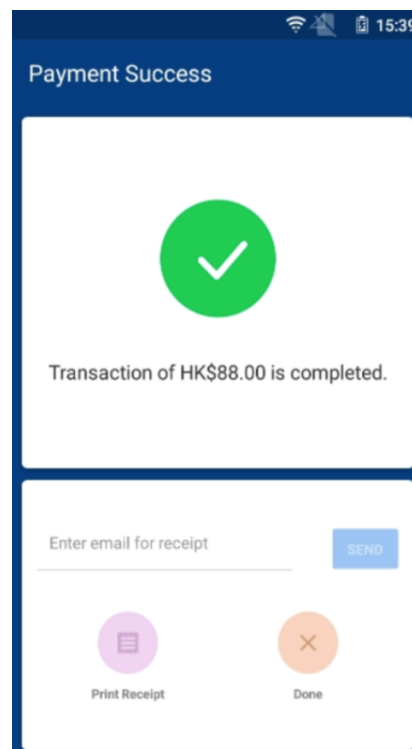 15:39
Payment Success
Transaction of HK$88.00 is completed.
Enter email for receipt
SEND
Print Receipt
Done